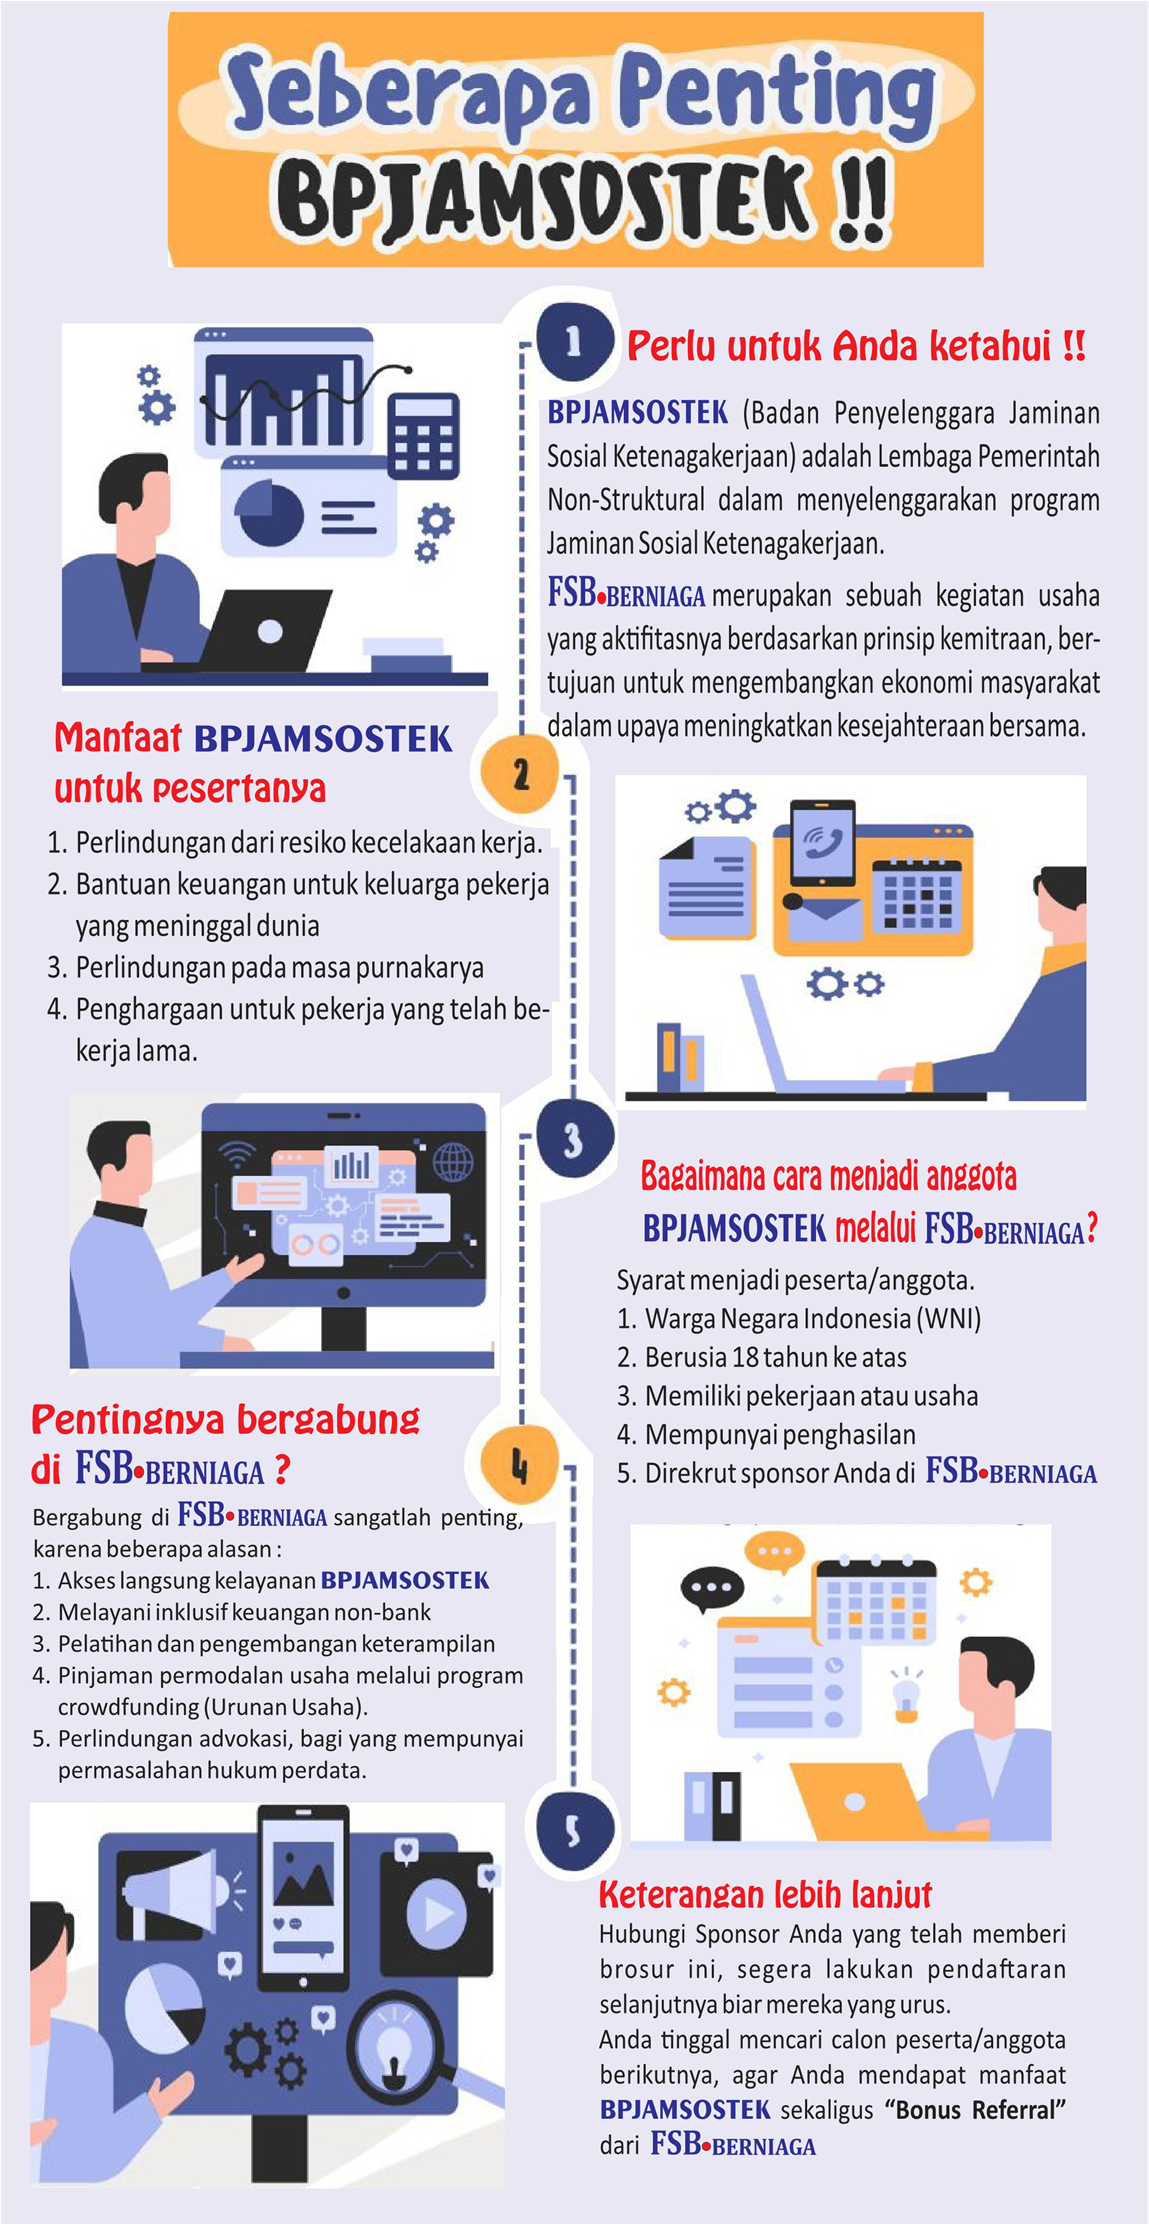 Seberapa Penting
BPJAMSOSTEK !!
1
Perlu untuk Anda ketahui !!
BPJAMSOSTEK (Badan Penyelenggara Jaminan
Sosial Ketenagakerjaan) adalah Lembaga Pemerintah
Non-Struktural dalam menyelenggarakan program
Jaminan Sosial Ketenagakerjaan.
FSB•BERNIAGA merupakan sebuah kegiatan usaha
yang aktifitasnya berdasarkan prinsip kemitraan, ber-
tujuan untuk mengembangkan ekonomi masyarakat
dalam upaya meningkatkan kesejahteraan bersama.
2
Manfaat BPJAMSOSTEK
untuk pesertanya
1. Perlindungan dari resiko kecelakaan kerja.
2. Bantuan keuangan untuk keluarga pekerja
yang meninggal dunia
3. Perlindungan pada masa purnakarya
4. Penghargaan untuk pekerja yang telah be-
kerja lama.
3
Bagaimana cara menjadi anggota
BPJAMSOSTEK melalui FSB•BERNIAGA?
Syarat menjadi peserta/anggota.
1. Warga Negara Indonesia (WNI)
2. Berusia 18 tahun ke atas
3. Memiliki pekerjaan atau usaha
4. Mempunyai penghasilan
5. Direkrut sponsor Anda di FSB•BERNIAGA
4
Pentingnya bergabung
di FSB•BERNIAGA ?
Bergabung di FSB•BERNIAGA sangatlah penting,
karena beberapa alasan :
1. Akses langsung kelayanan BPJAMSOSTEK
2. Melayani inklusif keuangan non-bank
3. Pelatihan dan pengembangan keterampilan
4. Pinjaman permodalan usaha melalui program
crowdfunding (Urunan Usaha).
5. Perlindungan advokasi, bagi yang mempunyai
permasalahan hukum perdata.
5
Keterangan lebih lanjut
Hubungi Sponsor Anda yang telah memberi
brosur ini, segera lakukan pendaftaran
selanjutnya biar mereka yang urus.
Anda tinggal mencari calon peserta/anggota
berikutnya, agar Anda mendapat manfaat
BPJAMSOSTEK sekaligus “Bonus Referral”
dari FSB•BERNIAGA